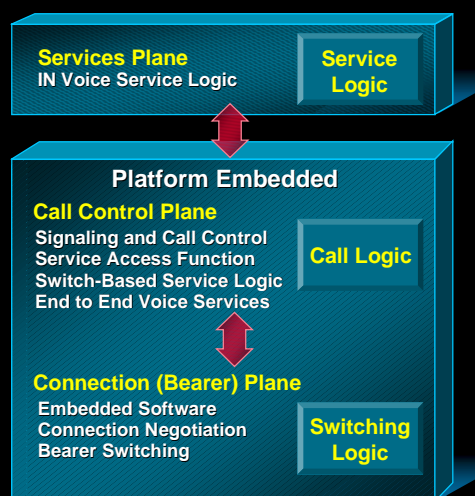 Services Plane
IN Voice Service Logic
Service
Logic
Platform Embedded
Call Control Plane
Signaling and Call Control
Service Access Function
Switch-Based Service Logic
End to End Voice Services
Call Logic
Connection (Bearer) Plane
Embedded Software
Connection Negotiation
Bearer Switching
Switching
Logic